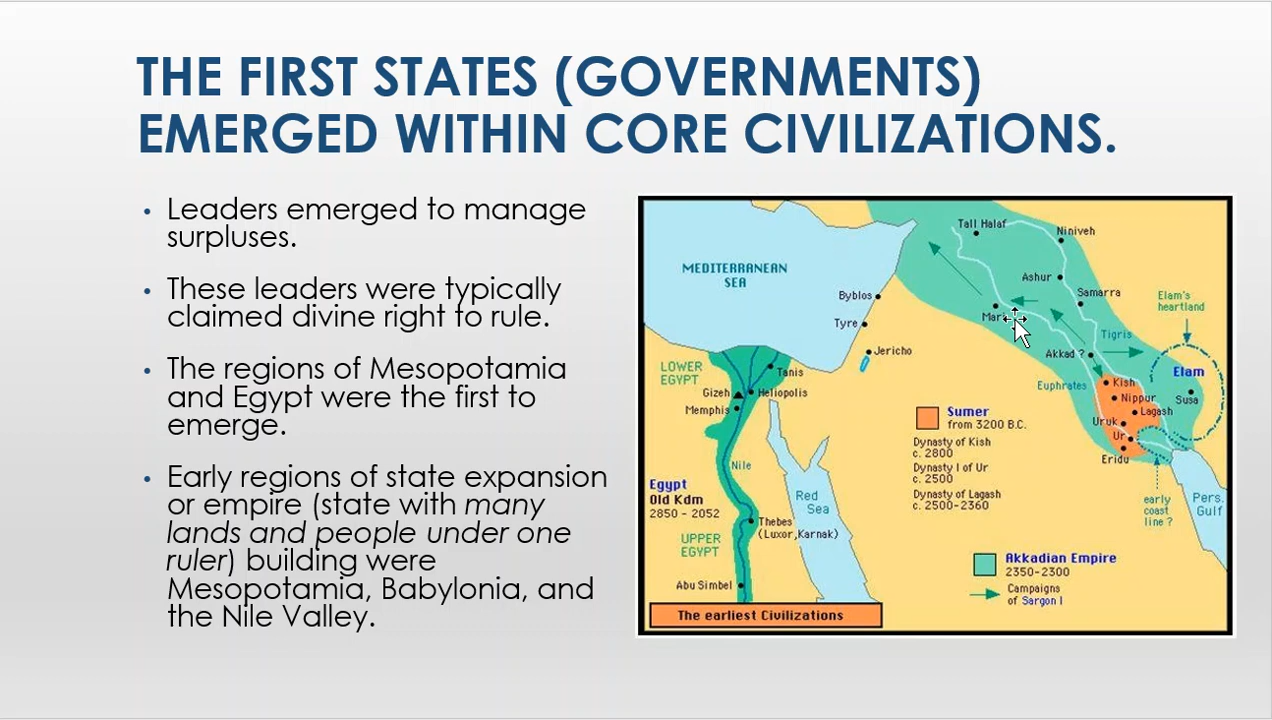 THE FIRST STATES (GOVERNMENTS)
EMERGED WITHIN CORE CIVILIZATIONS.
• Leaders emerged to manage
surpluses.
• These leaders were typically
claimed divine right to rule.
• The regions of Mesopotamia
and Egypt were the first to
emerge.
• Early regions of state expansion
or empire (state with many
lands and people under one
ruler) building were
Mesopotamia, Babylonia, and
the Nile Valley.
MEDITERRANEAN
SEA
Tall Halaf
Niniveh
Ashur
Samarra
Byblos
Tyre
Jericho
Mari
Tigris
Akkad ?
Euphrates
Elam's
heartland
Elam
Susa
Kish
Nippur
Lagash
Uruk
Ur
Eridu
LOWER
EGYPT
Tanis
Gizeh
Heliopolis
Memphis
Nile
Egypt
Old Kdm
2850 - 2052
Red
Sea
Thebes
(Luxor,Karnak)
UPPER
EGYPT
Abu Simbel
Sumer
from 3200 B.C.
Dynasty of Kish
c. 2800
Dynasty I of Ur
c. 2500
Dynasty of Lagash
c. 2500-2360
early
coast
line ?
Pers.
Gulf
Akkadian Empire
2350-2300
Campaigns
of Sargon I
The earliest Civilizations